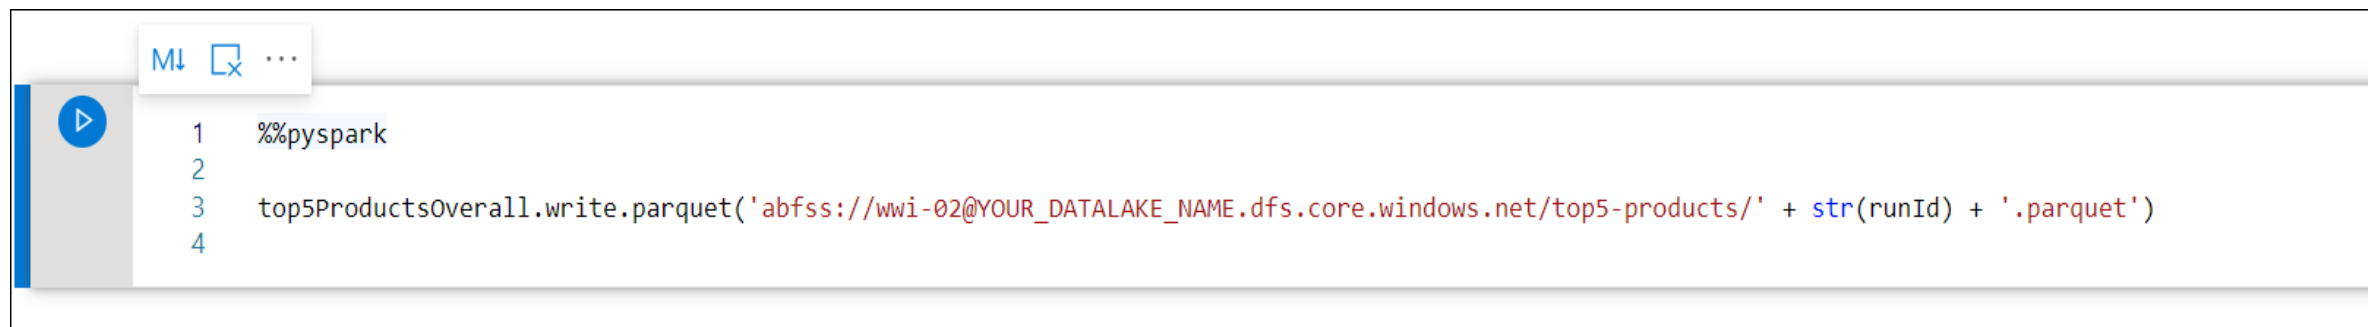 M↓ ...
1 %%pyspark
2
3 top5ProductsOverall.write.parquet('abfss://wwi-02@YOUR_DATALAKE_NAME.dfs.core.windows.net/top5-products/' + str(runId) + '.parquet')
4